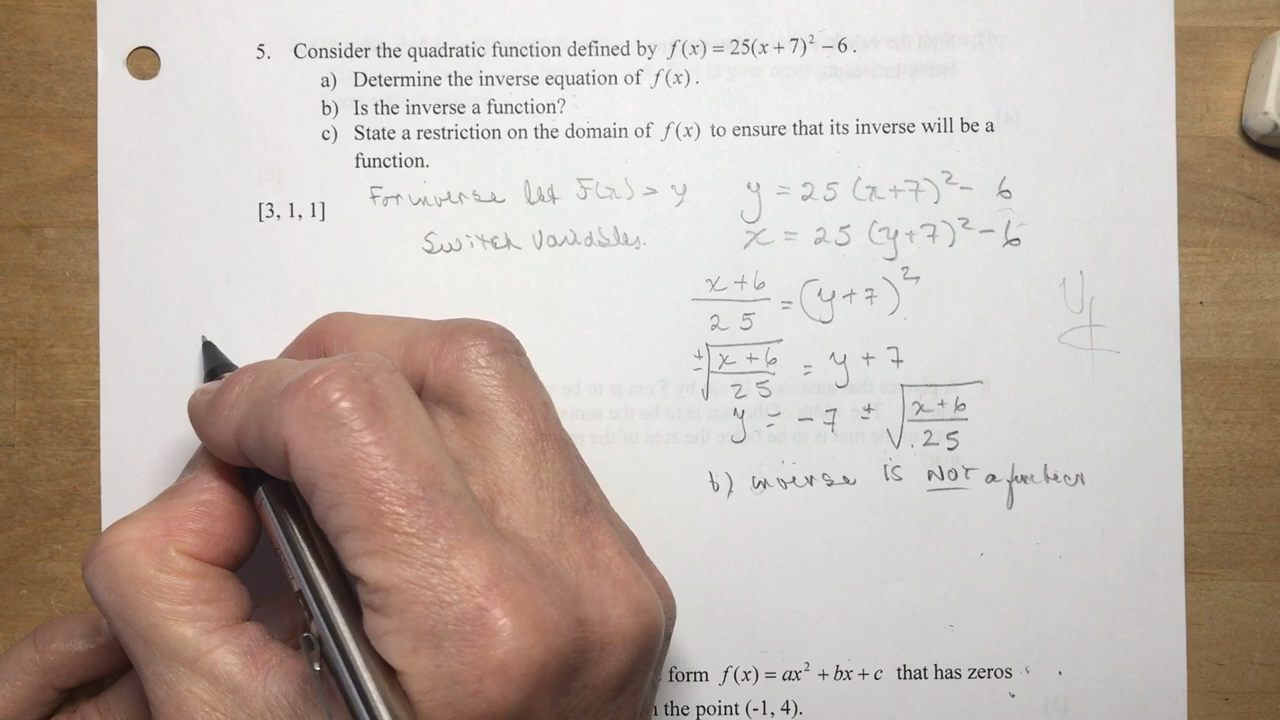 5. Consider the quadratic function defined by f(x) = 25(x + 7)² − 6.
a) Determine the inverse equation of f(x).
b) Is the inverse a function?
c) State a restriction on the domain of f(x) to ensure that its inverse will be a
function.
For inverse let f(x) = y y = 25 (x+7)² − 6
[3, 1, 1]
Switch variables. x = 25 (y+7)² − 6
x+6 / 25 = (y+7)²
±√(x+6 / 25) = y + 7
y = −7 ± √(x+6 / 25)
b) inverse is NOT a function
form f(x) = ax² + bx + c that has zeros
the point (-1, 4).